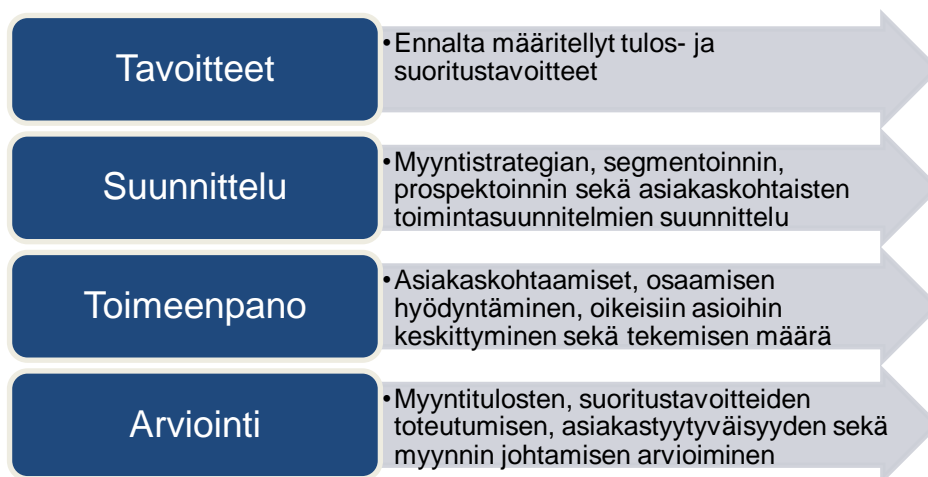 Tavoitteet
•Ennalta määritellyt tulos- ja
suoritustavoitteet
Suunnittelu
•Myyntistrategian, segmentoinnin,
prospektoinnin sekä asiakaskohtaisten
toimintasuunnitelmien suunnittelu
Toimeenpano
•Asiakaskohtaamiset, osaamisen
hyödyntäminen, oikeisiin asioihin
keskittyminen sekä tekemisen määrä
Arviointi
•Myyntitulosten, suoritustavoitteiden
toteutumisen, asiakastyytyväisyyden sekä
myynnin johtamisen arvioiminen